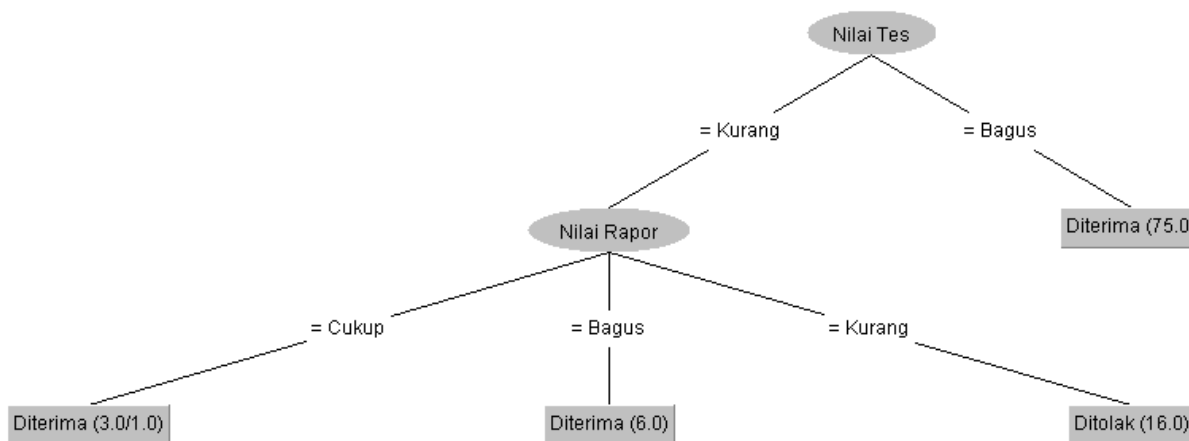 Nilai Tes
= Kurang
= Bagus
Diterima (75.0
Nilai Rapor
= Cukup
= Bagus
= Kurang
Diterima (3.0/1.0)
Diterima (6.0)
Ditolak (16.0)